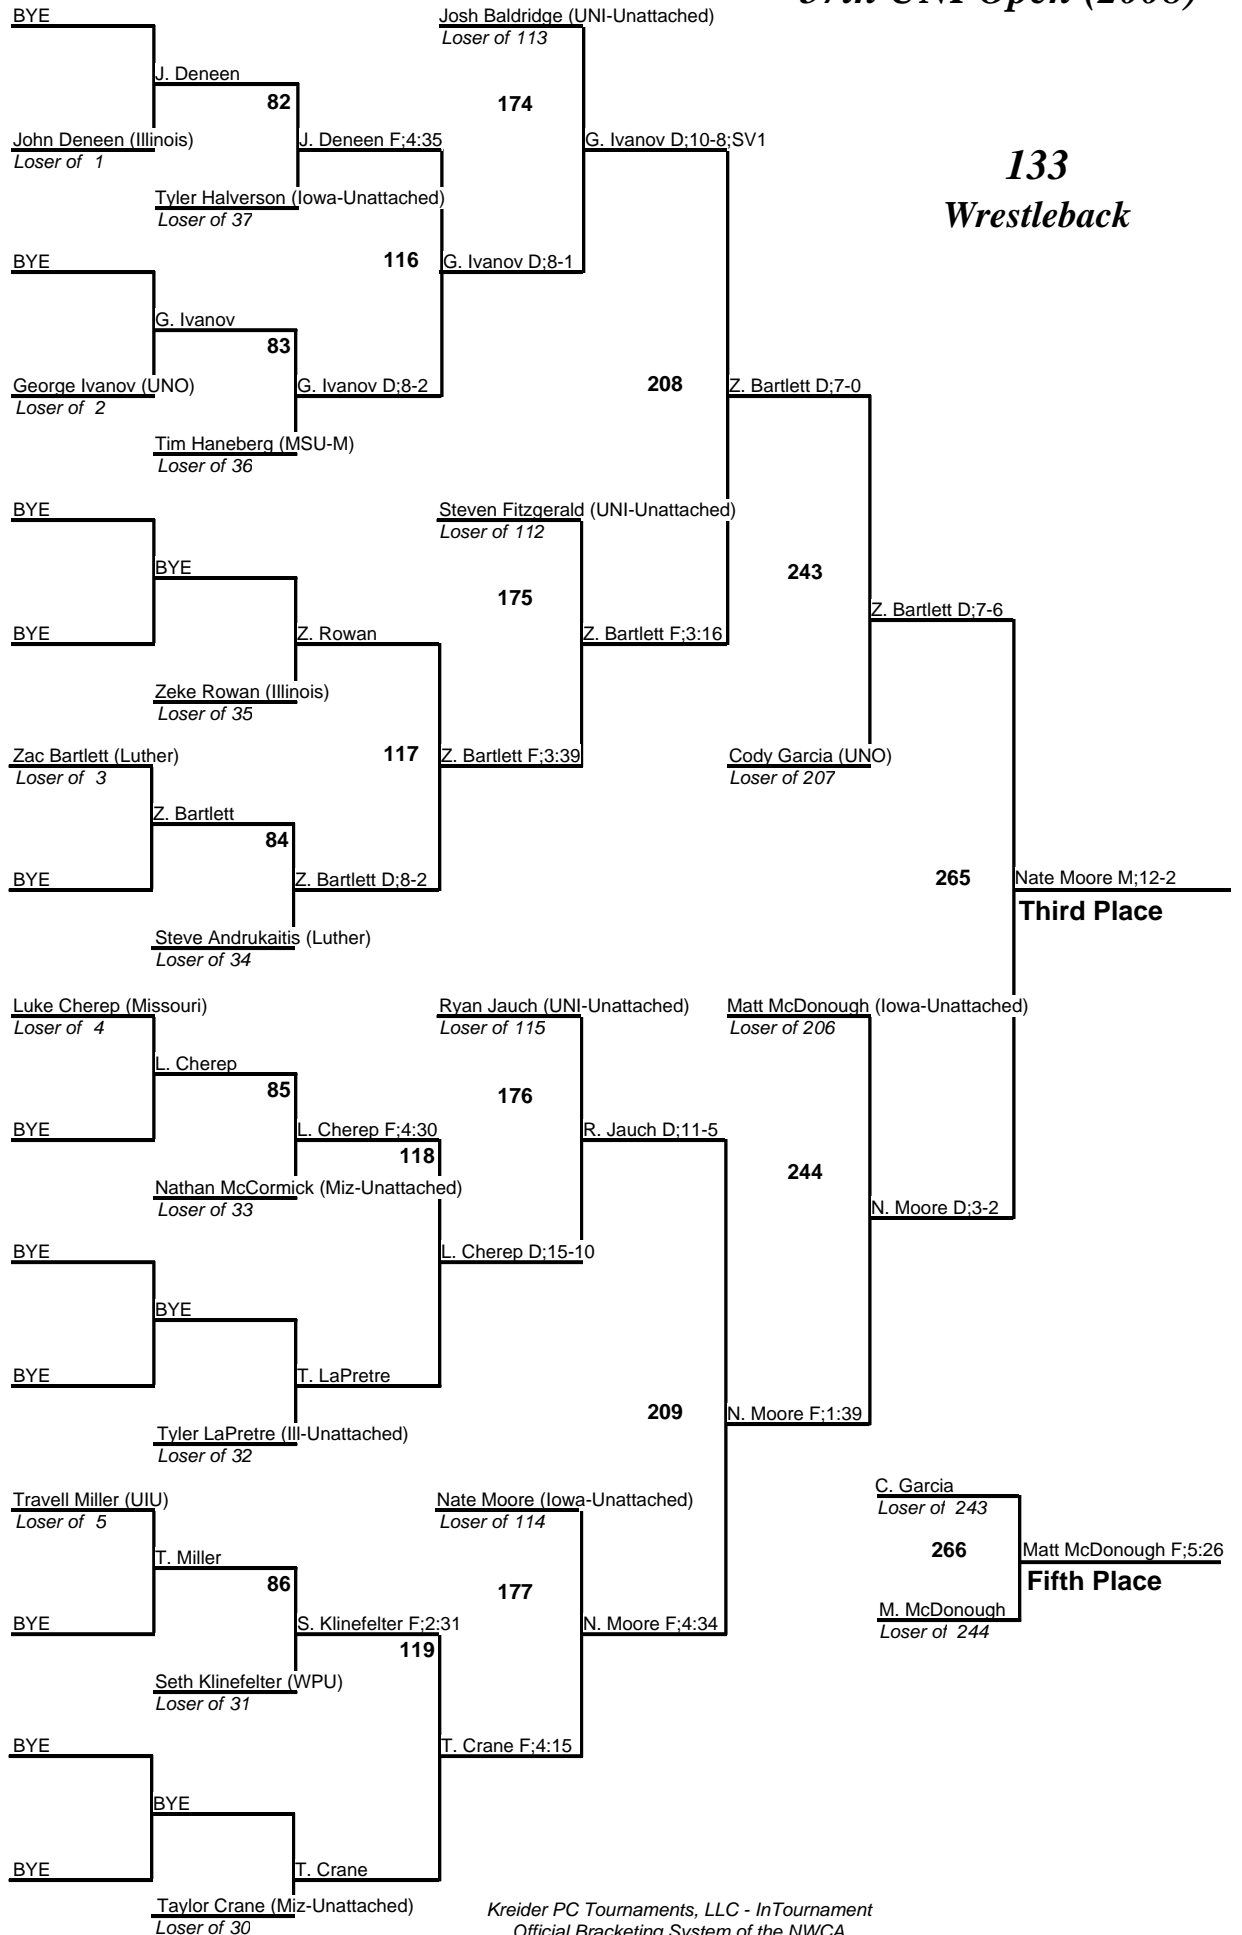 37th UNI Open (2008)
133
Wrestleback
BYE
Josh Baldridge (UNI-Unattached)
Loser of 113
J. Deneen
82
174
John Deneen (Illinois)
Loser of 1
J. Deneen F;4:35
G. Ivanov D;10-8;SV1
Tyler Halverson (Iowa-Unattached)
Loser of 37
BYE
116
G. Ivanov D;8-1
G. Ivanov
83
George Ivanov (UNO)
Loser of 2
G. Ivanov D;8-2
208
Z. Bartlett D;7-0
Tim Haneberg (MSU-M)
Loser of 36
BYE
Steven Fitzgerald (UNI-Unattached)
Loser of 112
BYE
175
243
BYE
Z. Rowan
Z. Bartlett F;3:16
Z. Bartlett D;7-6
Zeke Rowan (Illinois)
Loser of 35
Zac Bartlett (Luther)
Loser of 3
117
Z. Bartlett F;3:39
Cody Garcia (UNO)
Loser of 207
Z. Bartlett
84
BYE
Z. Bartlett D;8-2
265
Nate Moore M;12-2
Third Place
Steve Andrukaitis (Luther)
Loser of 34
Luke Cherep (Missouri)
Loser of 4
Ryan Jauch (UNI-Unattached)
Loser of 115
Matt McDonough (Iowa-Unattached)
Loser of 206
L. Cherep
85
176
BYE
L. Cherep F;4:30
118
R. Jauch D;11-5
244
Nathan McCormick (Miz-Unattached)
Loser of 33
N. Moore D;3-2
BYE
L. Cherep D;15-10
BYE
BYE
T. LaPretre
209
N. Moore F;1:39
Tyler LaPretre (Ill-Unattached)
Loser of 32
Travell Miller (UIU)
Loser of 5
Nate Moore (Iowa-Unattached)
Loser of 114
C. Garcia
Loser of 243
T. Miller
86
177
266
Matt McDonough F;5:26
Fifth Place
BYE
S. Klinefelter F;2:31
119
N. Moore F;4:34
M. McDonough
Loser of 244
Seth Klinefelter (WPU)
Loser of 31
BYE
T. Crane F;4:15
BYE
BYE
T. Crane
Taylor Crane (Miz-Unattached)
Loser of 30
Kreider PC Tournaments, LLC - InTournament
Official Bracketing System of the NWCA